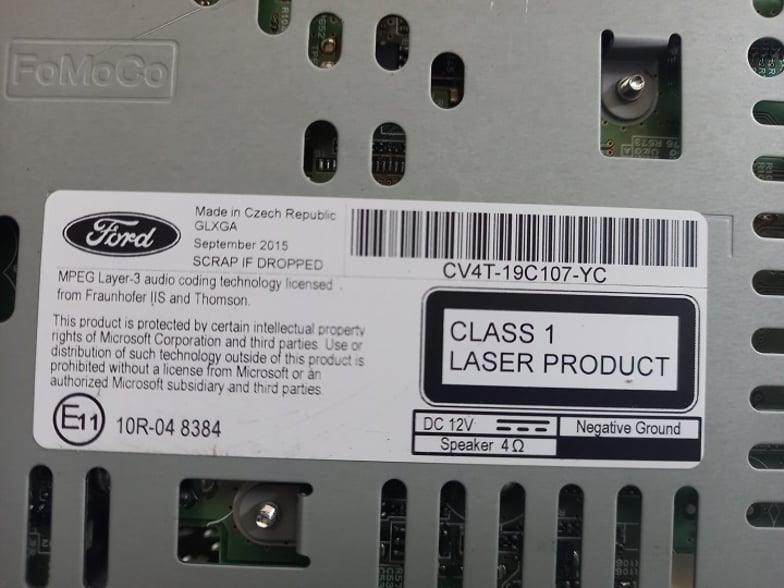 FoMoCo
Ford
Made in Czech Republic
GLXGA
September 2015
SCRAP IF DROPPED
CV4T-19C107-YC
MPEG Layer-3 audio coding technology licensed
from Fraunhofer IIS and Thomson.
This product is protected by certain intellectual property
rights of Microsoft Corporation and third parties. Use or
distribution of such technology outside of this product is
prohibited without a license from Microsoft or an
authorized Microsoft subsidiary and third parties.
CLASS 1
LASER PRODUCT
E11 10R-04 8384
DC 12V
Negative Ground
Speaker 4Ω